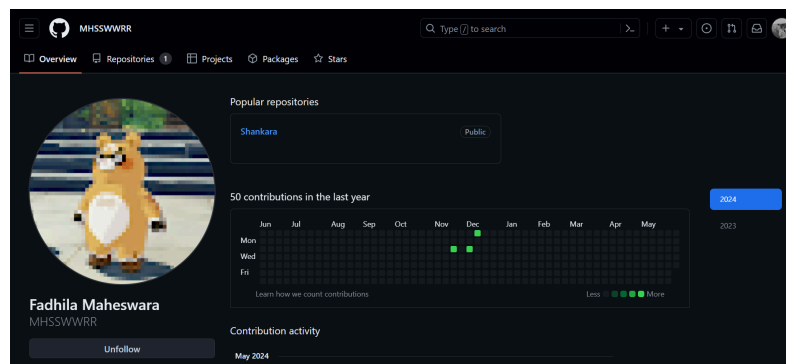 MHSSWWRR
Type / to search
Overview
Repositories 1
Projects
Packages
Stars
Popular repositories
Shankara
Public
50 contributions in the last year
2024
2023
Jun Jul Aug Sep Oct Nov Dec Jan Feb Mar Apr May
Mon
Wed
Fri
Learn how we count contributions
Less
More
Fadhila Maheswara
MHSSWWRR
Unfollow
Contribution activity
May 2024